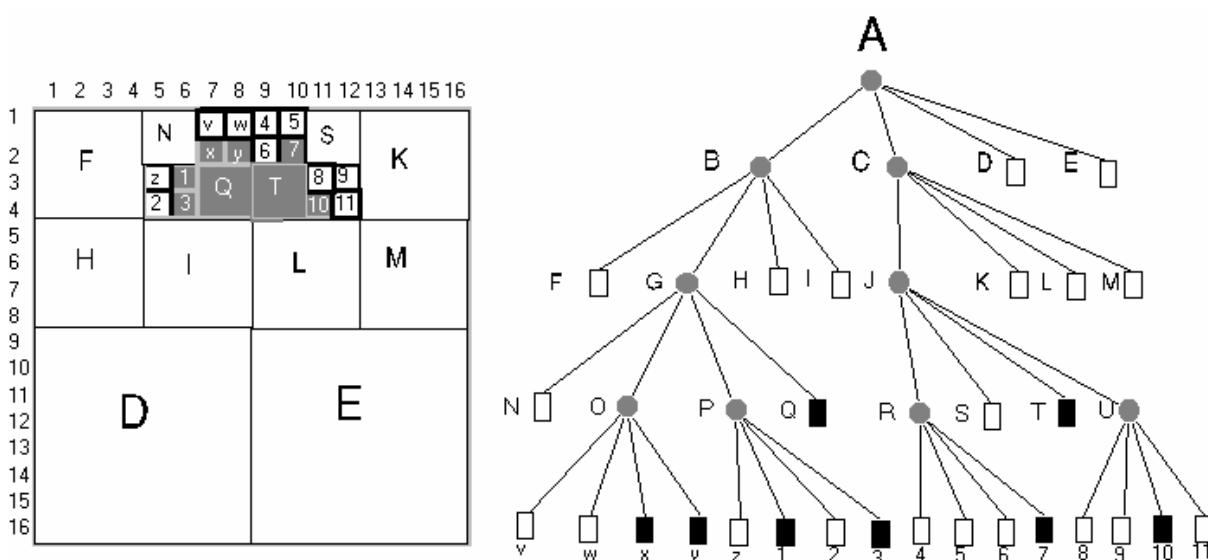 A
1 2 3 4 5 6 7 8 9 10 11 12 13 14 15 16
1 N v w 4 5 S
2 F x y 6 7 K
3 z 1 Q T 8 9
4 2 3 10 11
5
6 H I L M
7
8
9
10
11 D E
12
13
14
15
16
B C D E
F G H I J K L M
N O P Q R S T U
v w x y z 1 2 3 4 5 6 7 8 9 10 11